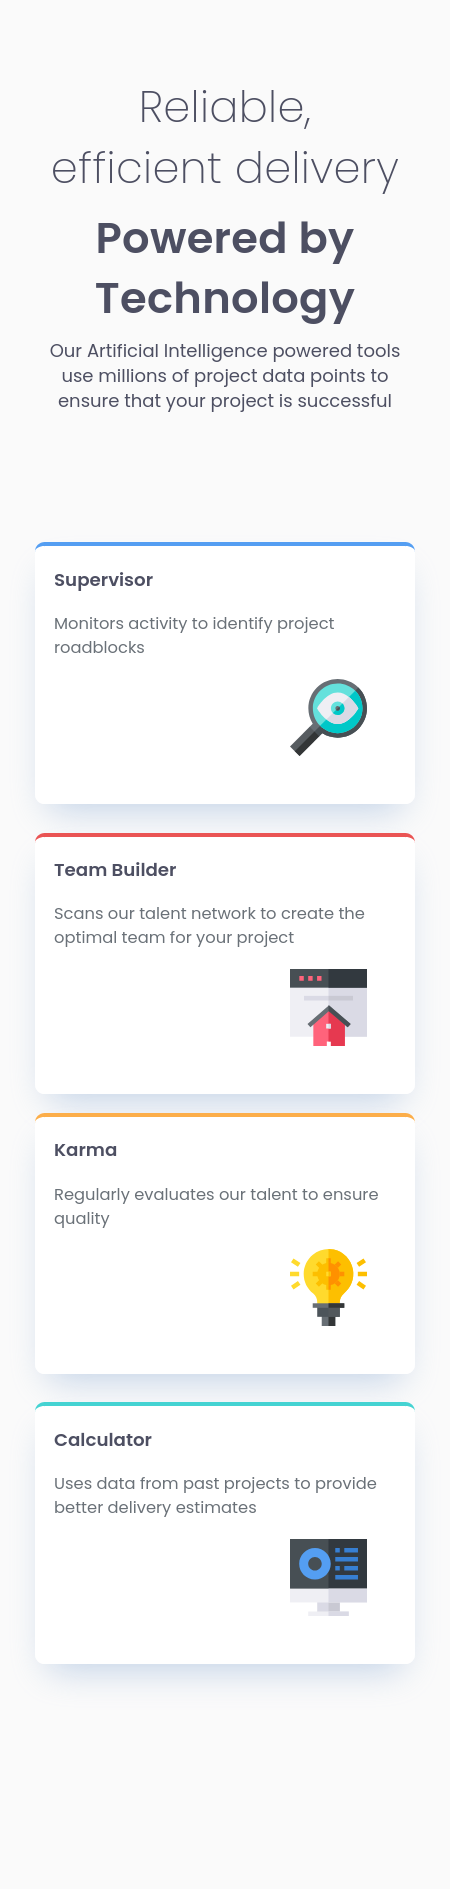 Reliable,
efficient delivery
Powered by
Technology
Our Artificial Intelligence powered tools
use millions of project data points to
ensure that your project is successful
Supervisor
Monitors activity to identify project
roadblocks
Team Builder
Scans our talent network to create the
optimal team for your project
Karma
Regularly evaluates our talent to ensure
quality
Calculator
Uses data from past projects to provide
better delivery estimates